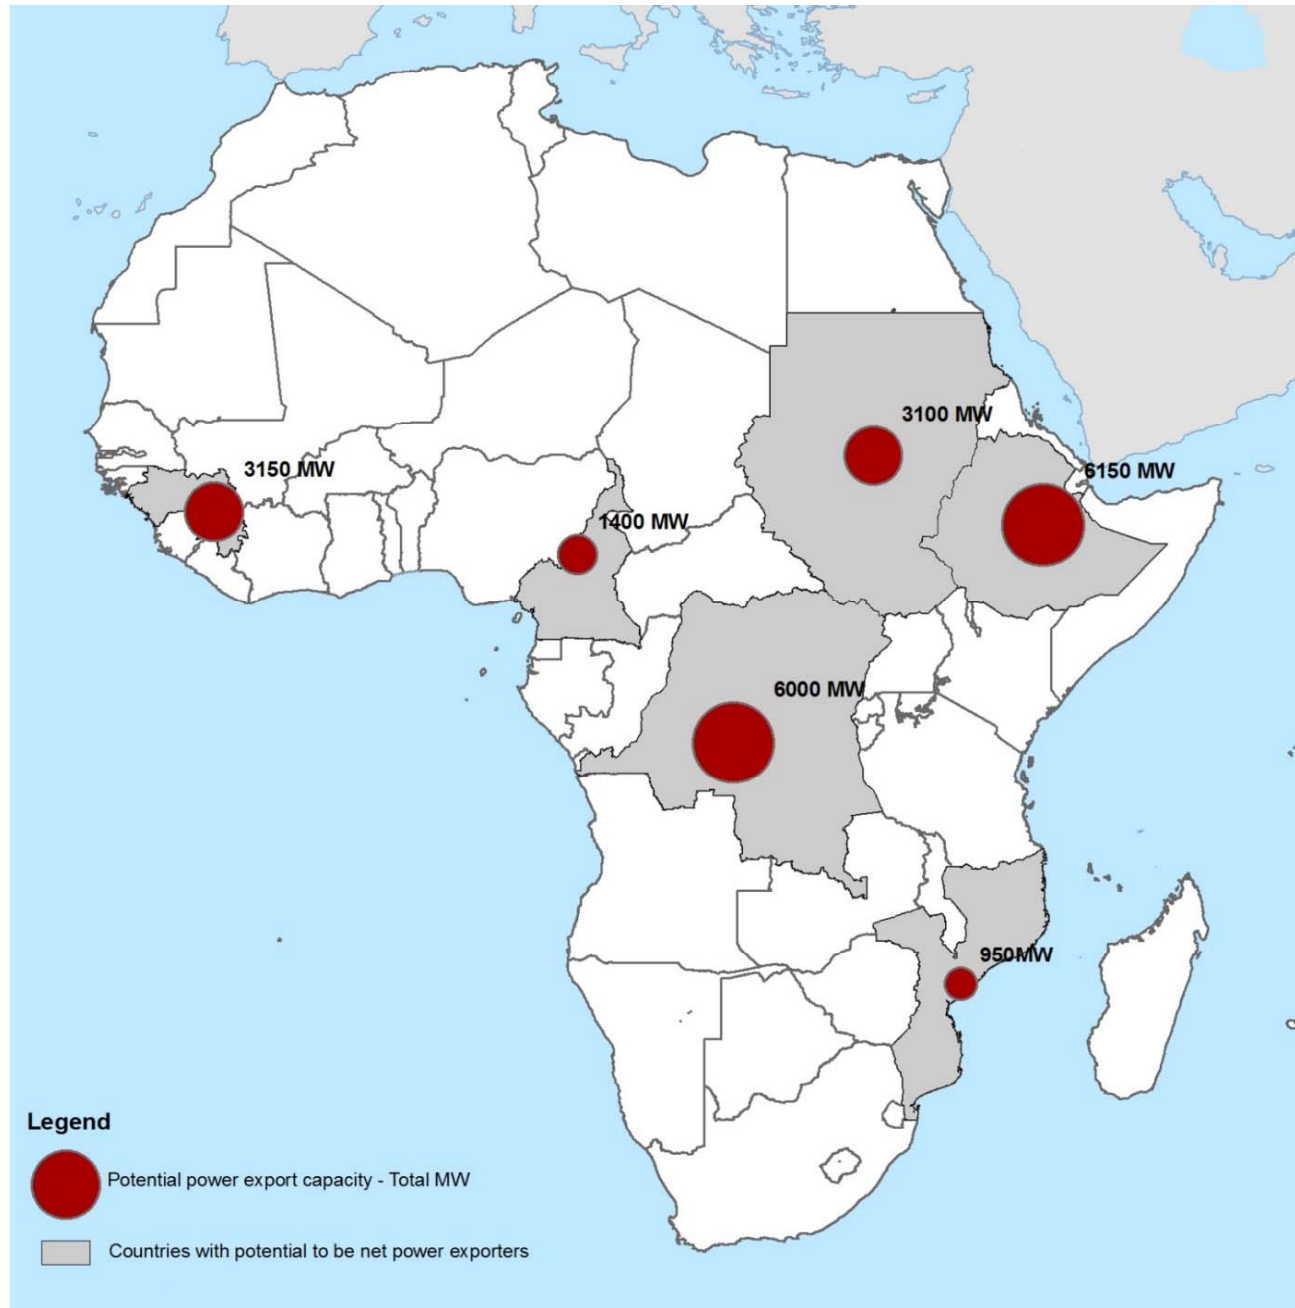 3100 MW
3150 MW
6150 MW
1400 MW
6000 MW
950MW
Legend
Potential power export capacity - Total MW
Countries with potential to be net power exporters